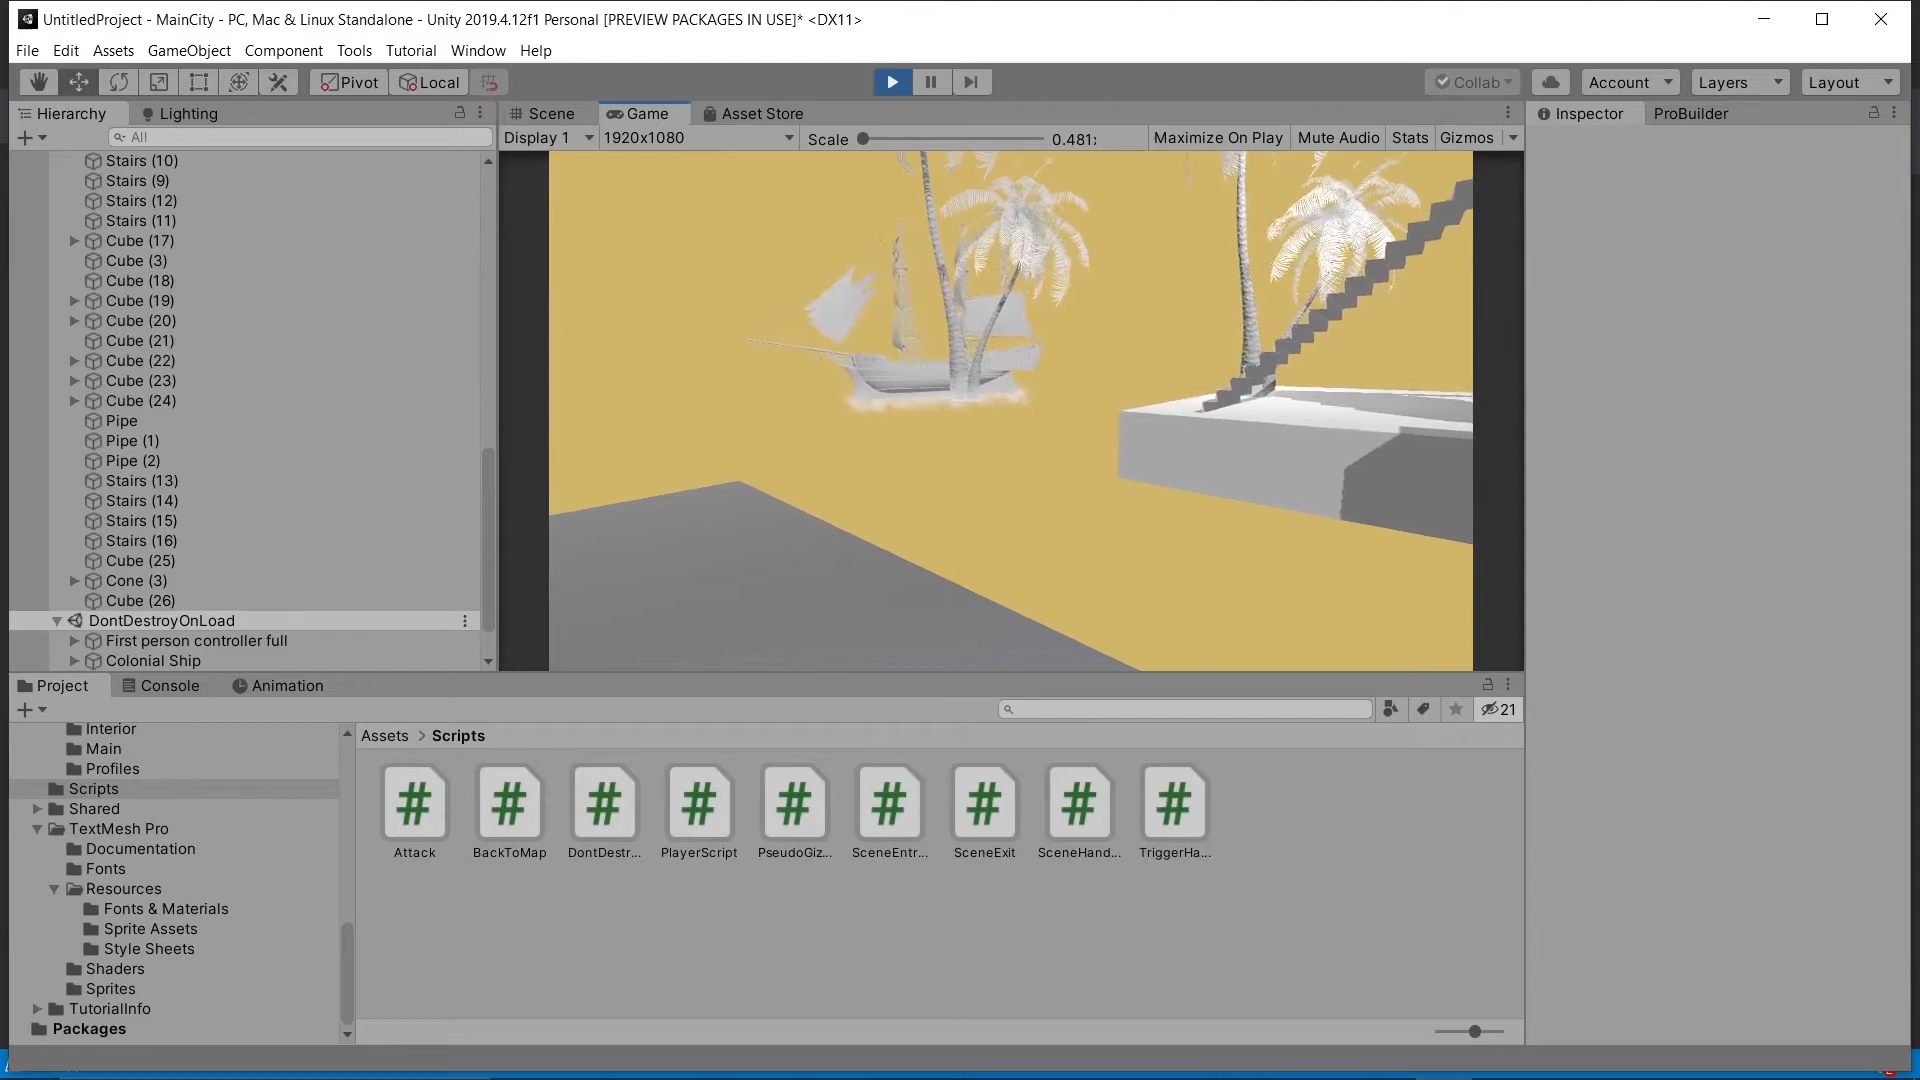 UntitledProject - MainCity - PC, Mac & Linux Standalone - Unity 2019.4.12f1 Personal [PREVIEW PACKAGES IN USE]* <DX11>
File Edit Assets GameObject Component Tools Tutorial Window Help
Pivot Local Collab Account Layers Layout
Hierarchy Lighting Scene Game Asset Store Inspector ProBuilder
All Display 1 1920x1080 Scale 0.481 Maximize On Play Mute Audio Stats Gizmos
Stairs (10)
Stairs (9)
Stairs (12)
Stairs (11)
Cube (17)
Cube (3)
Cube (18)
Cube (19)
Cube (20)
Cube (21)
Cube (22)
Cube (23)
Cube (24)
Pipe
Pipe (1)
Pipe (2)
Stairs (13)
Stairs (14)
Stairs (15)
Stairs (16)
Cube (25)
Cone (3)
Cube (26)
DontDestroyOnLoad
First person controller full
Colonial Ship
Project Console Animation
21
Interior
Main
Profiles
Scripts
Shared
TextMesh Pro
Documentation
Fonts
Resources
Fonts & Materials
Sprite Assets
Style Sheets
Shaders
Sprites
TutorialInfo
Packages
Assets > Scripts
Attack BackToMap DontDestr... PlayerScript PseudoGiz... SceneEntr... SceneExit SceneHand... TriggerHa...